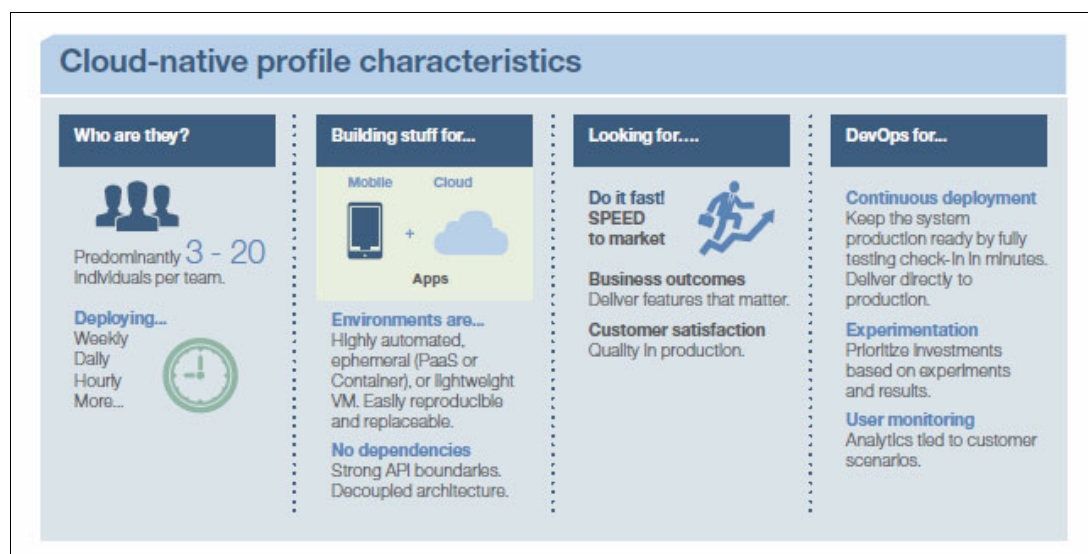 Cloud-native profile characteristics
Who are they?
Predominantly 3 - 20
individuals per team.
Deploying...
Weekly
Daily
Hourly
More...
Building stuff for...
Mobile
Cloud
+
Apps
Environments are...
Highly automated,
ephemeral (PaaS or
Container), or lightweight
VM. Easily reproducible
and replaceable.
No dependencies
Strong API boundaries.
Decoupled architecture.
Looking for....
Do it fast!
SPEED
to market
Business outcomes
Deliver features that matter.
Customer satisfaction
Quality in production.
DevOps for...
Continuous deployment
Keep the system
production ready by fully
testing check-in in minutes.
Deliver directly to
production.
Experimentation
Prioritize investments
based on experiments
and results.
User monitoring
Analytics tied to customer
scenarios.